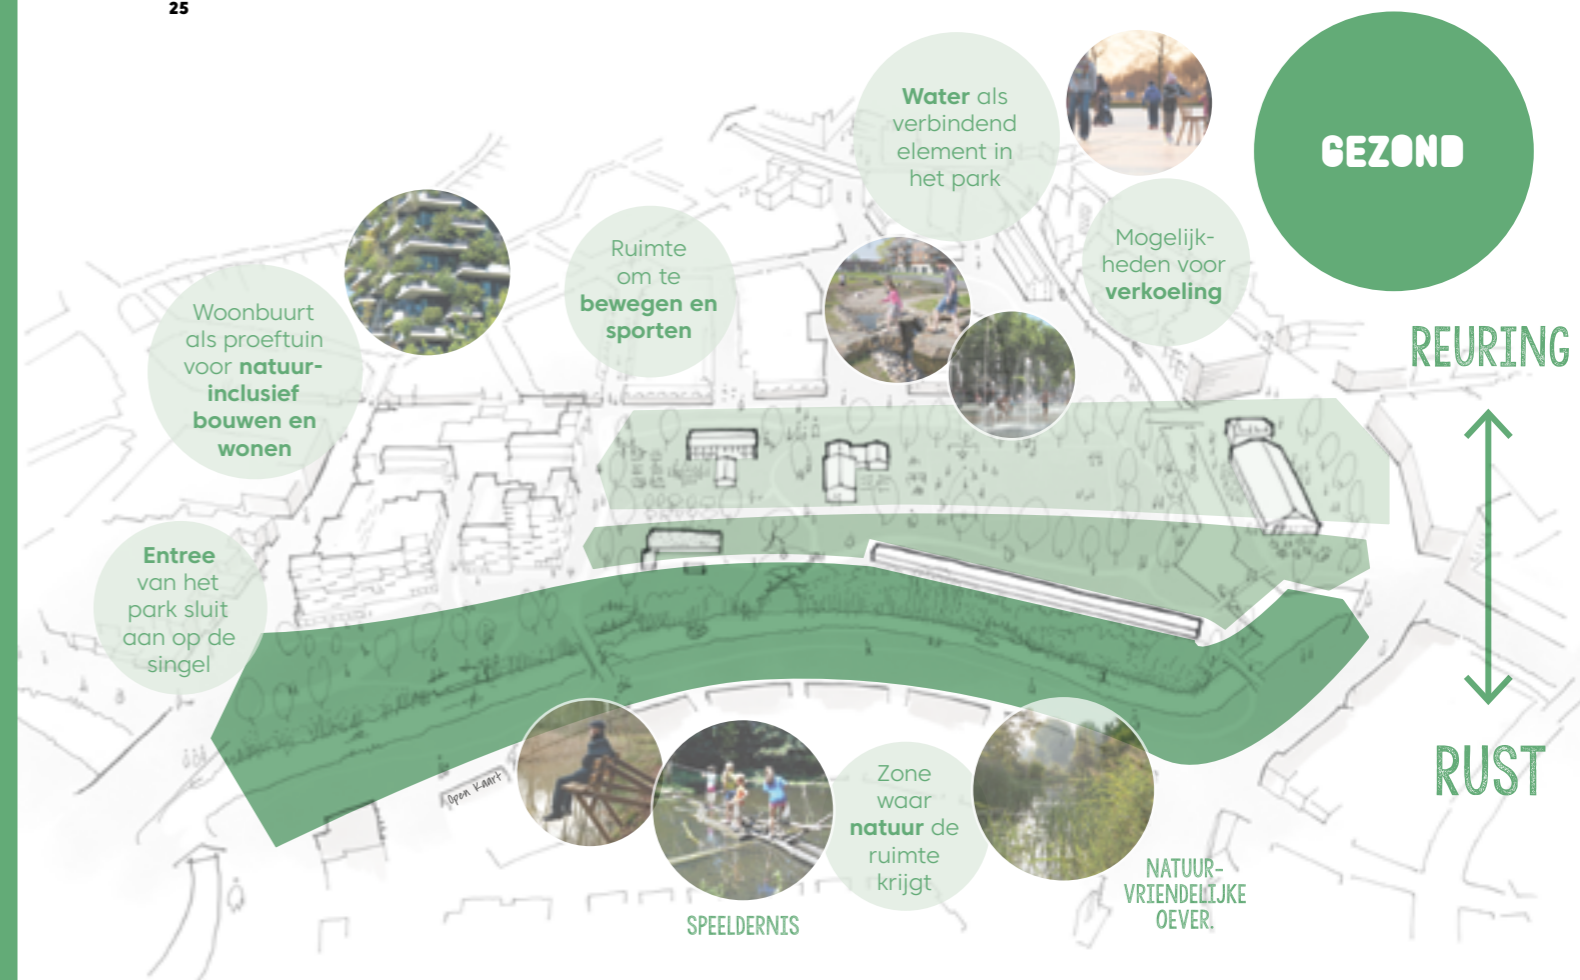 25
Water als
verbindend
element in
het park
GEZOND
Ruimte
om te
bewegen en
sporten
Mogelijk-
heden voor
verkoeling
Woonbuurt
als proeftuin
voor natuur-
inclusief
bouwen en
wonen
REURING
Entree
van het
park sluit
aan op de
singel
Open Kaart
Zone
waar
natuur de
ruimte
krijgt
RUST
NATUUR-
VRIENDELIJKE
OEVER.
SPEELDERNIS